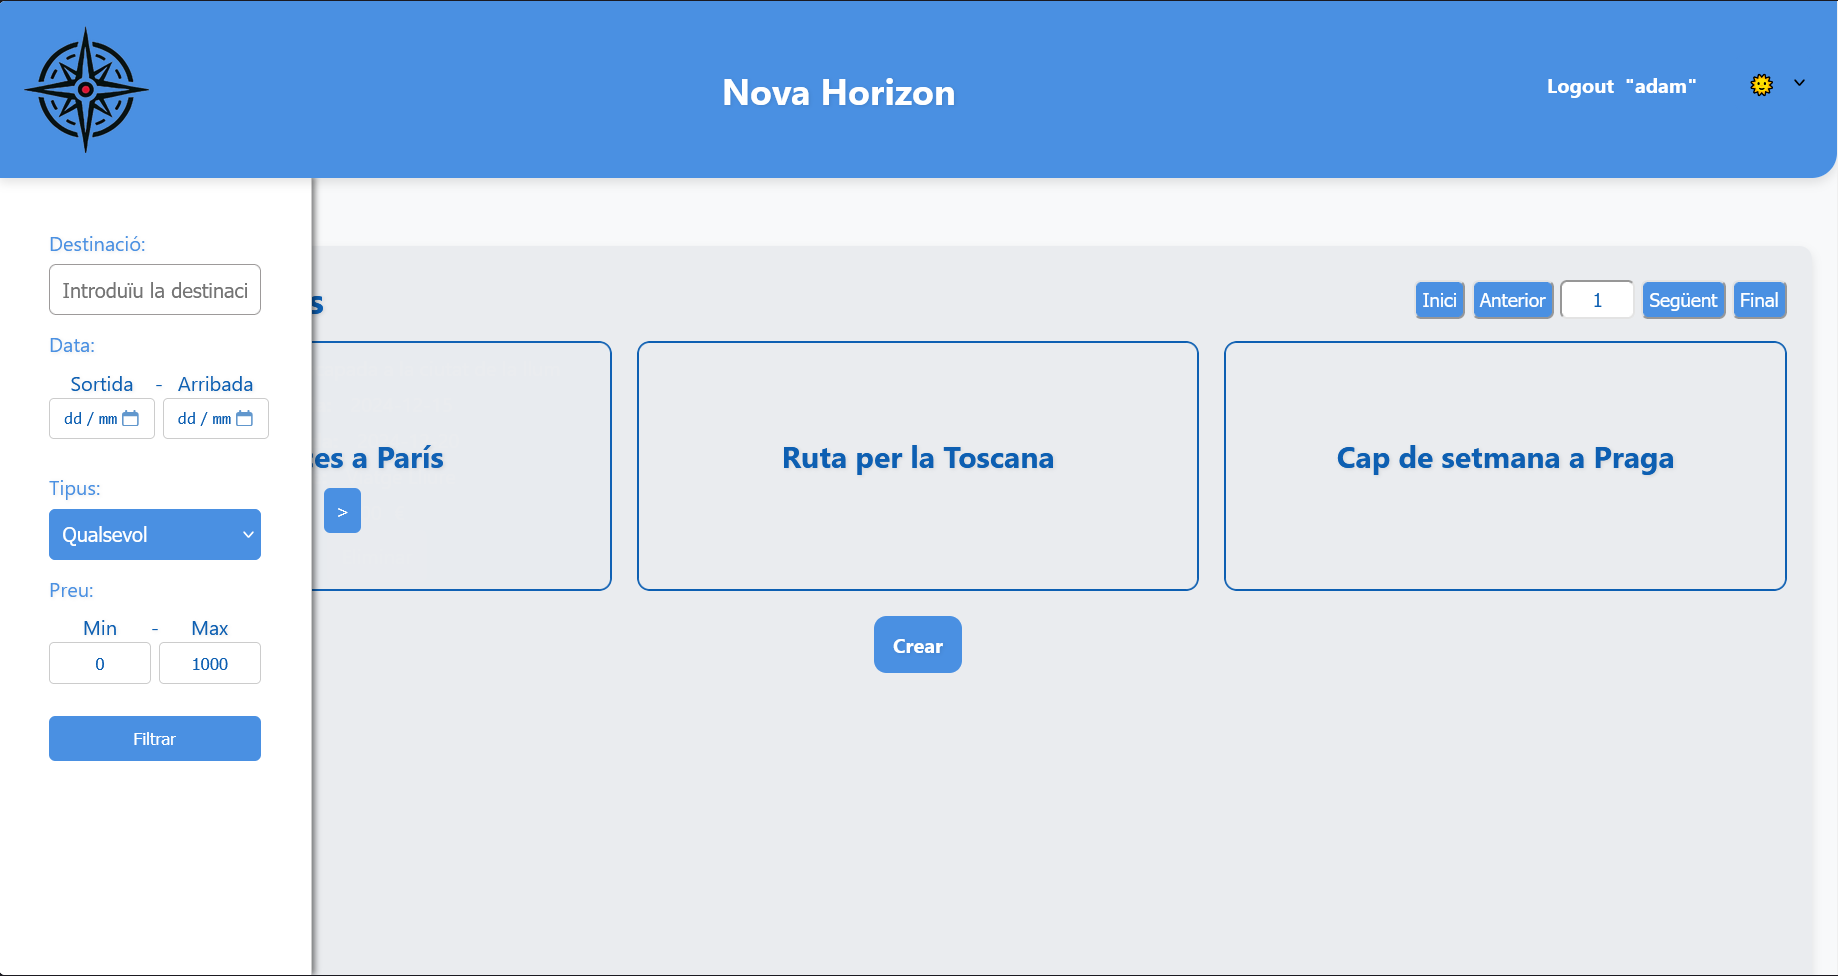 Nova Horizon
Logout "adam"
Destinació:
Introduïu la destinaci
Data:
Sortida - Arribada
dd / mm dd / mm
Tipus:
Qualsevol
Preu:
Min - Max
0 1000
Filtrar
s
Inici Anterior 1 Següent Final
es a París
>
Ruta per la Toscana
Cap de setmana a Praga
Crear